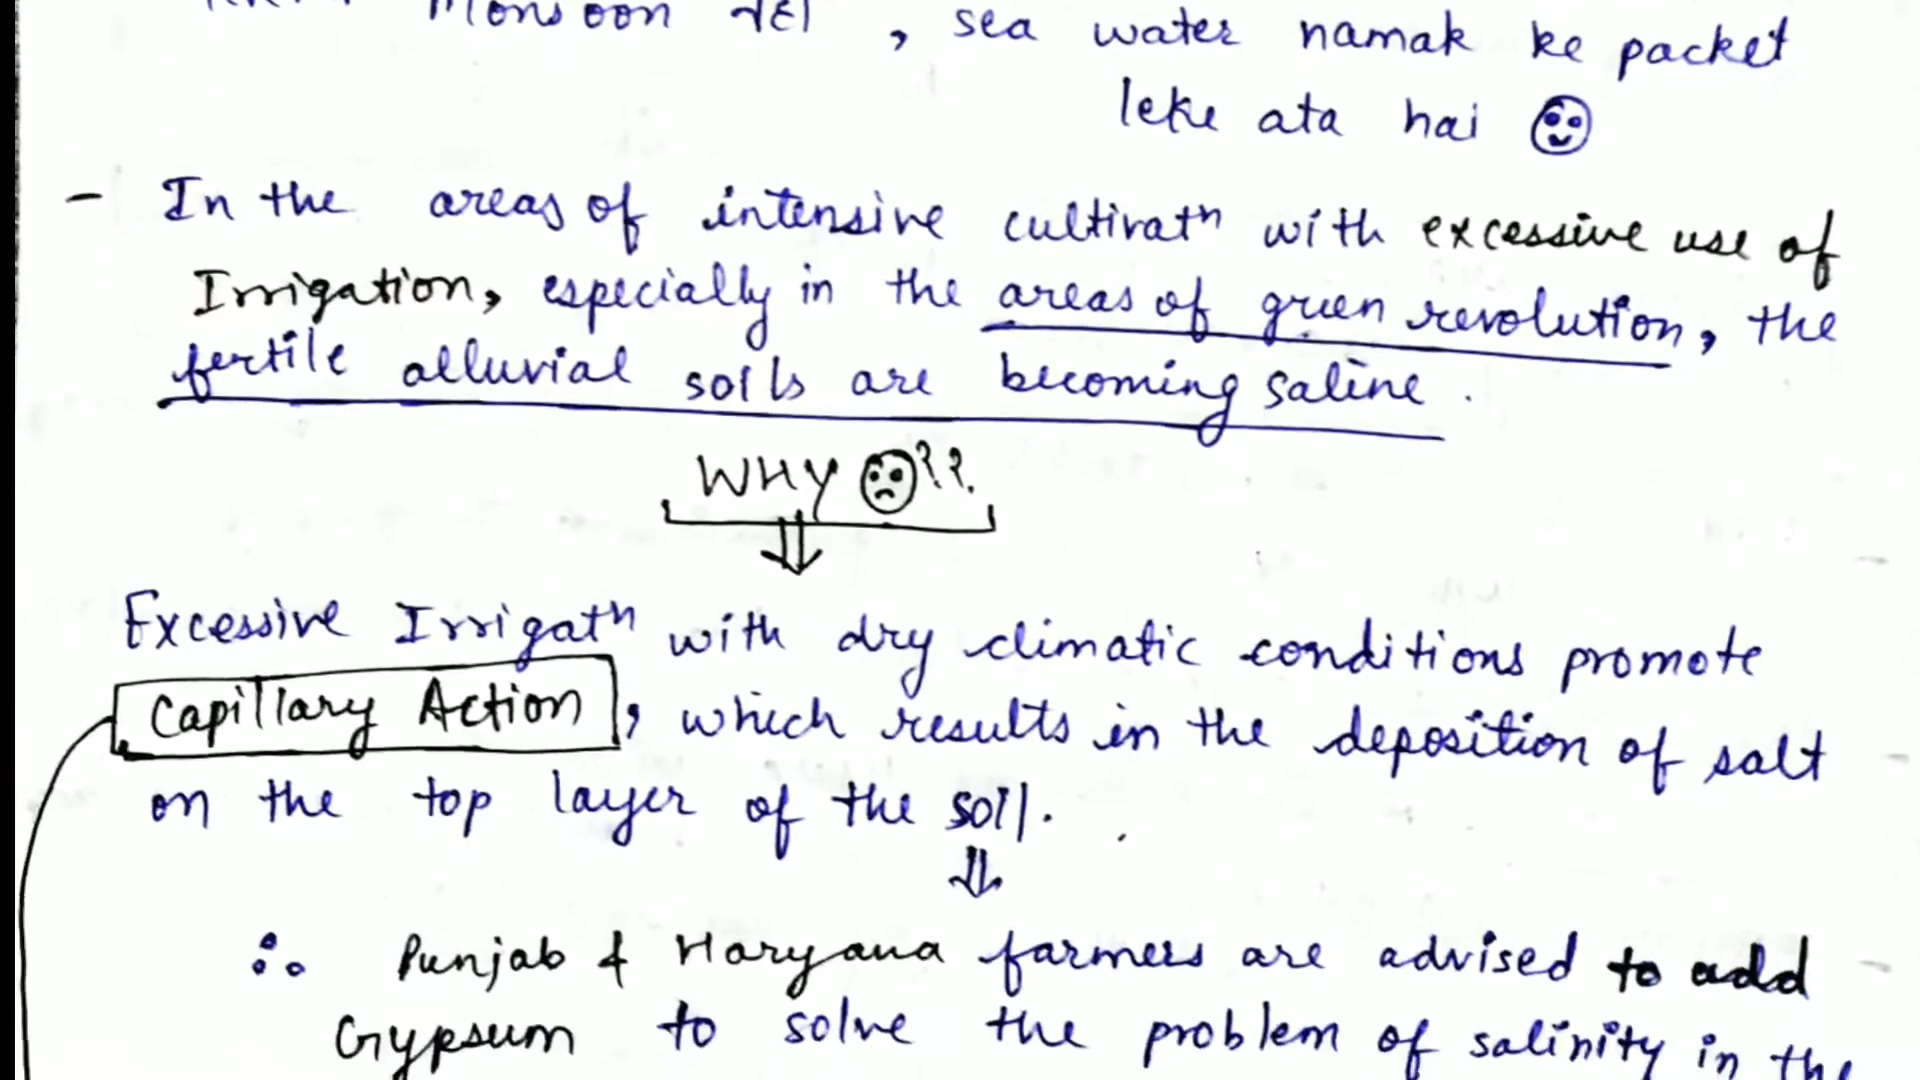 Monsoon , sea water namak ke packet
leke ata hai
- In the areas of intensive cultivatn with excessive use of
Irrigation, especially in the areas of green revolution, the
fertile alluvial soils are becoming saline.
WHY ??
Excessive Irrigatn with dry climatic conditions promote
Capillary Action, which results in the deposition of salt
on the top layer of the soil.
∴ Punjab & Haryana farmers are advised to add
Gypsum to solve the problem of salinity in the